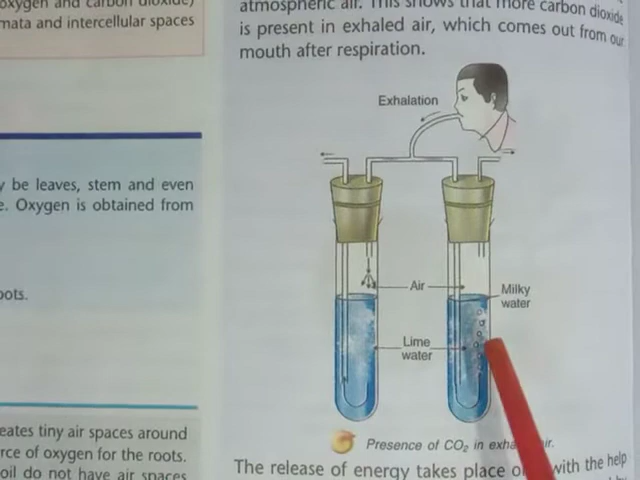 oxygen and carbon dioxide)
mata and intercellular spaces
y be leaves, stem and even
e. Oxygen is obtained from
oots.
eates tiny air spaces around
rce of oxygen for the roots.
oil do not have air spaces
atmospheric air. This shows that more carbon dioxide
is present in exhaled air, which comes out from our
mouth after respiration.
Exhalation
Air
Milky
water
Lime
water
Presence of CO₂ in exha air.
The release of energy takes place with the help